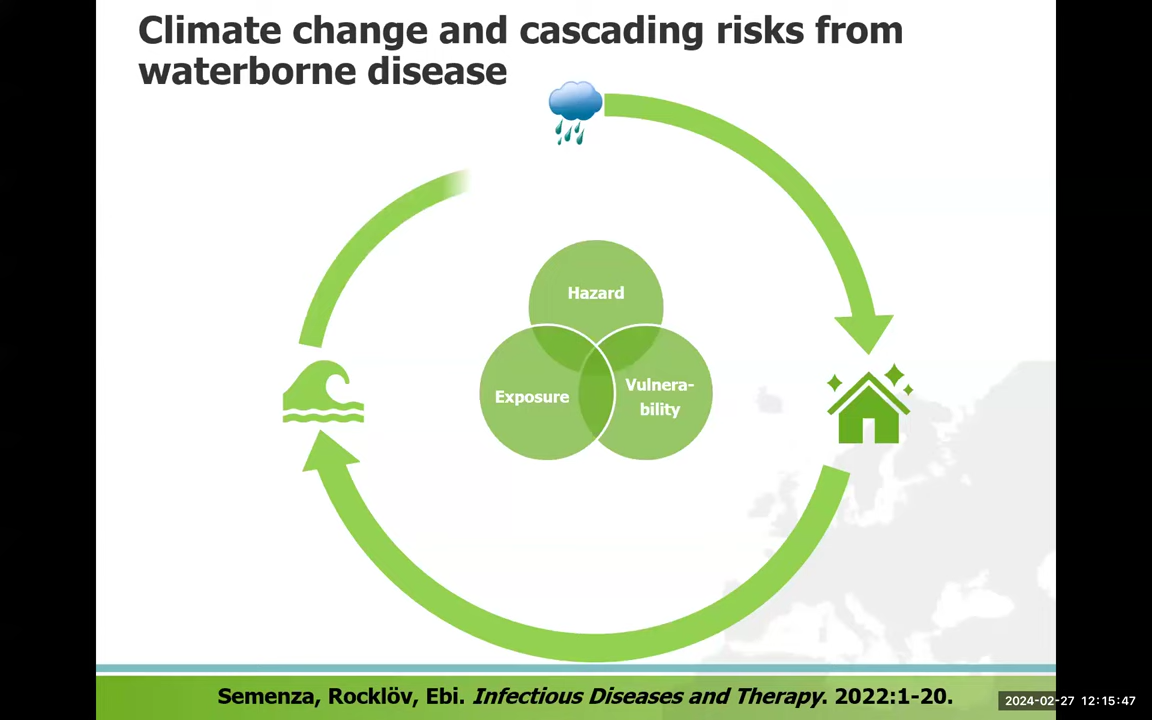 Climate change and cascading risks from
waterborne disease
Hazard
Exposure
Vulnera-
bility
Semenza, Rocklöv, Ebi. Infectious Diseases and Therapy. 2022:1-20.
2024-02-27 12:15:47